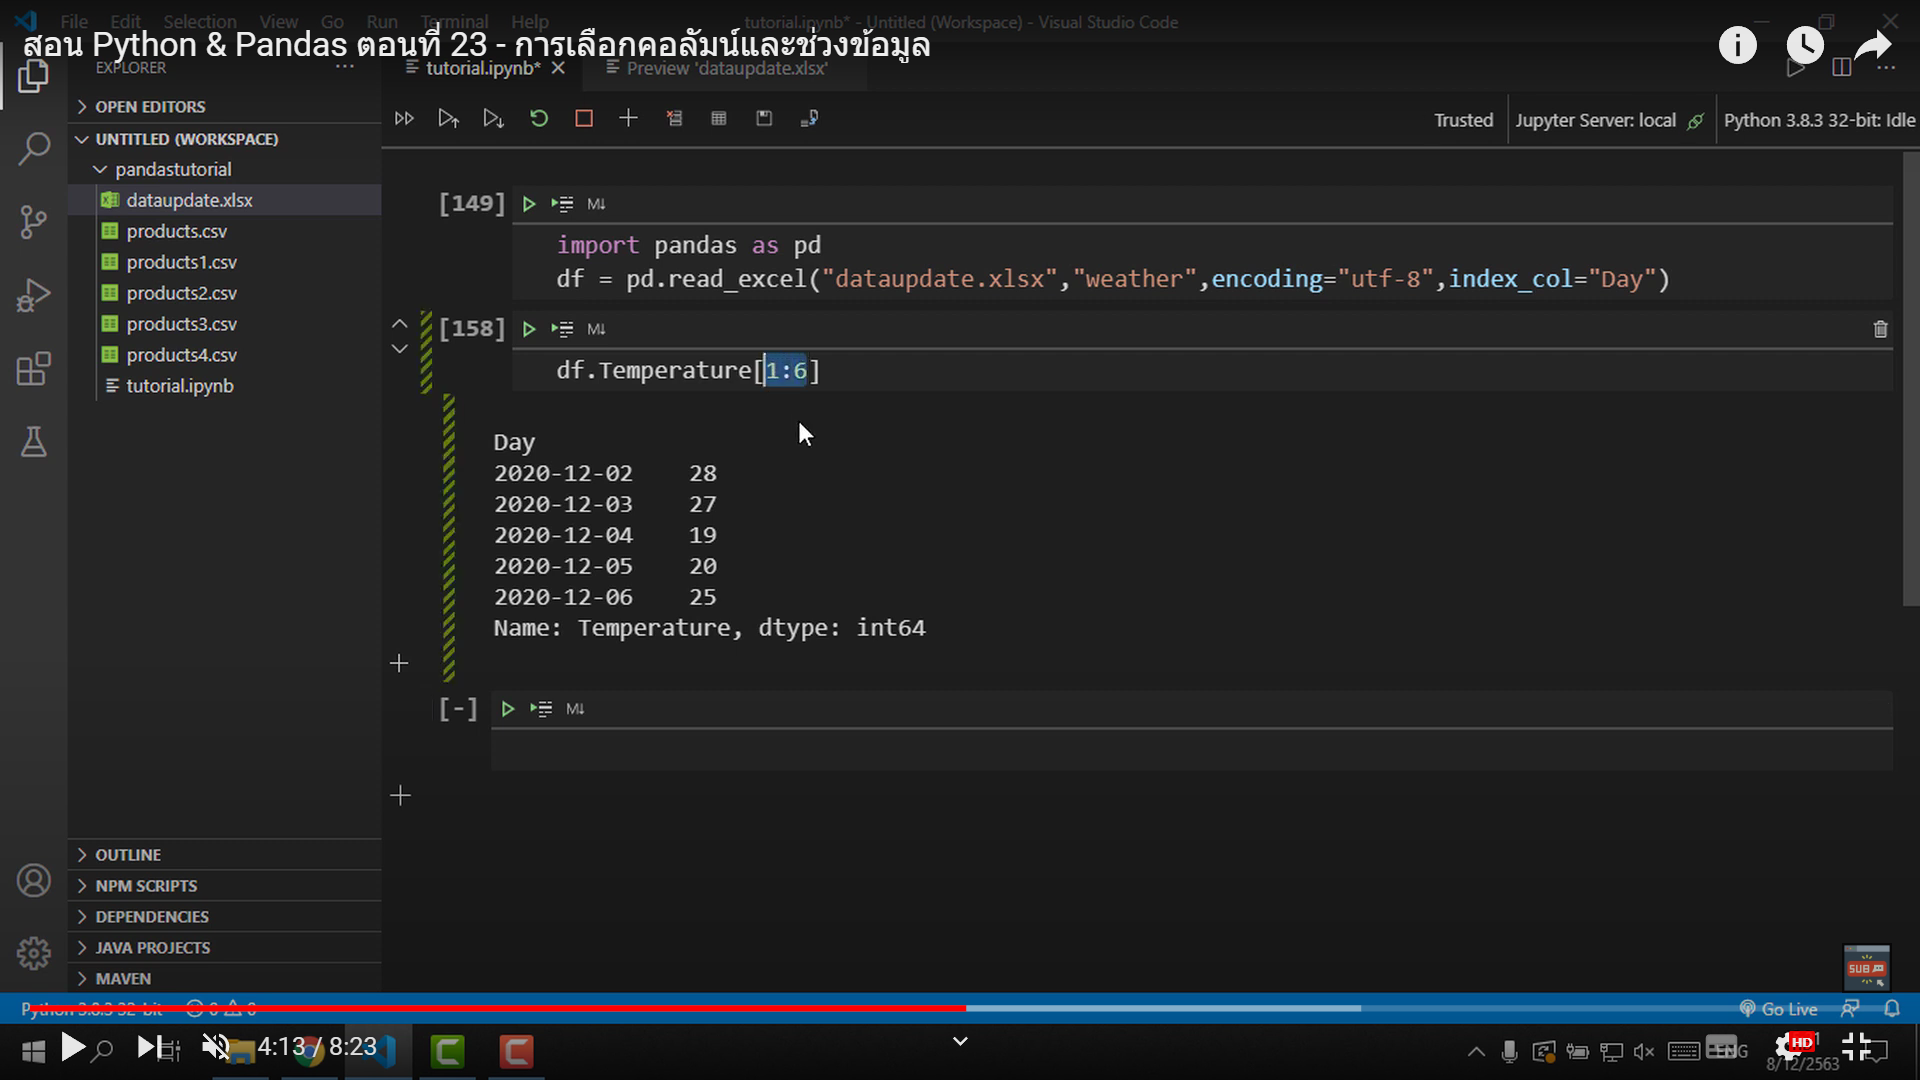 File Edit Selection View Go Run Terminal Help
tutorial.ipynb* - Untitled (Workspace) - Visual Studio Code
สอน Python & Pandas ตอนที่ 23 - การเลือกคอลัมน์และช่วงข้อมูล
EXPLORER
tutorial.ipynb*
Preview 'dataupdate.xlsx'
OPEN EDITORS
UNTITLED (WORKSPACE)
pandastutorial
dataupdate.xlsx
products.csv
products1.csv
products2.csv
products3.csv
products4.csv
tutorial.ipynb
OUTLINE
NPM SCRIPTS
DEPENDENCIES
JAVA PROJECTS
MAVEN
Trusted
Jupyter Server: local
Python 3.8.3 32-bit: Idle
[149]
M↓
import pandas as pd
df = pd.read_excel("dataupdate.xlsx","weather",encoding="utf-8",index_col="Day")
[158]
M↓
df.Temperature[1:6]
Day
2020-12-02 28
2020-12-03 27
2020-12-04 19
2020-12-05 20
2020-12-06 25
Name: Temperature, dtype: int64
[-]
M↓
SUB
Python 3.8.3 32-bit
0 0
Go Live
4:13 / 8:23
ENG
HD
8/12/2563